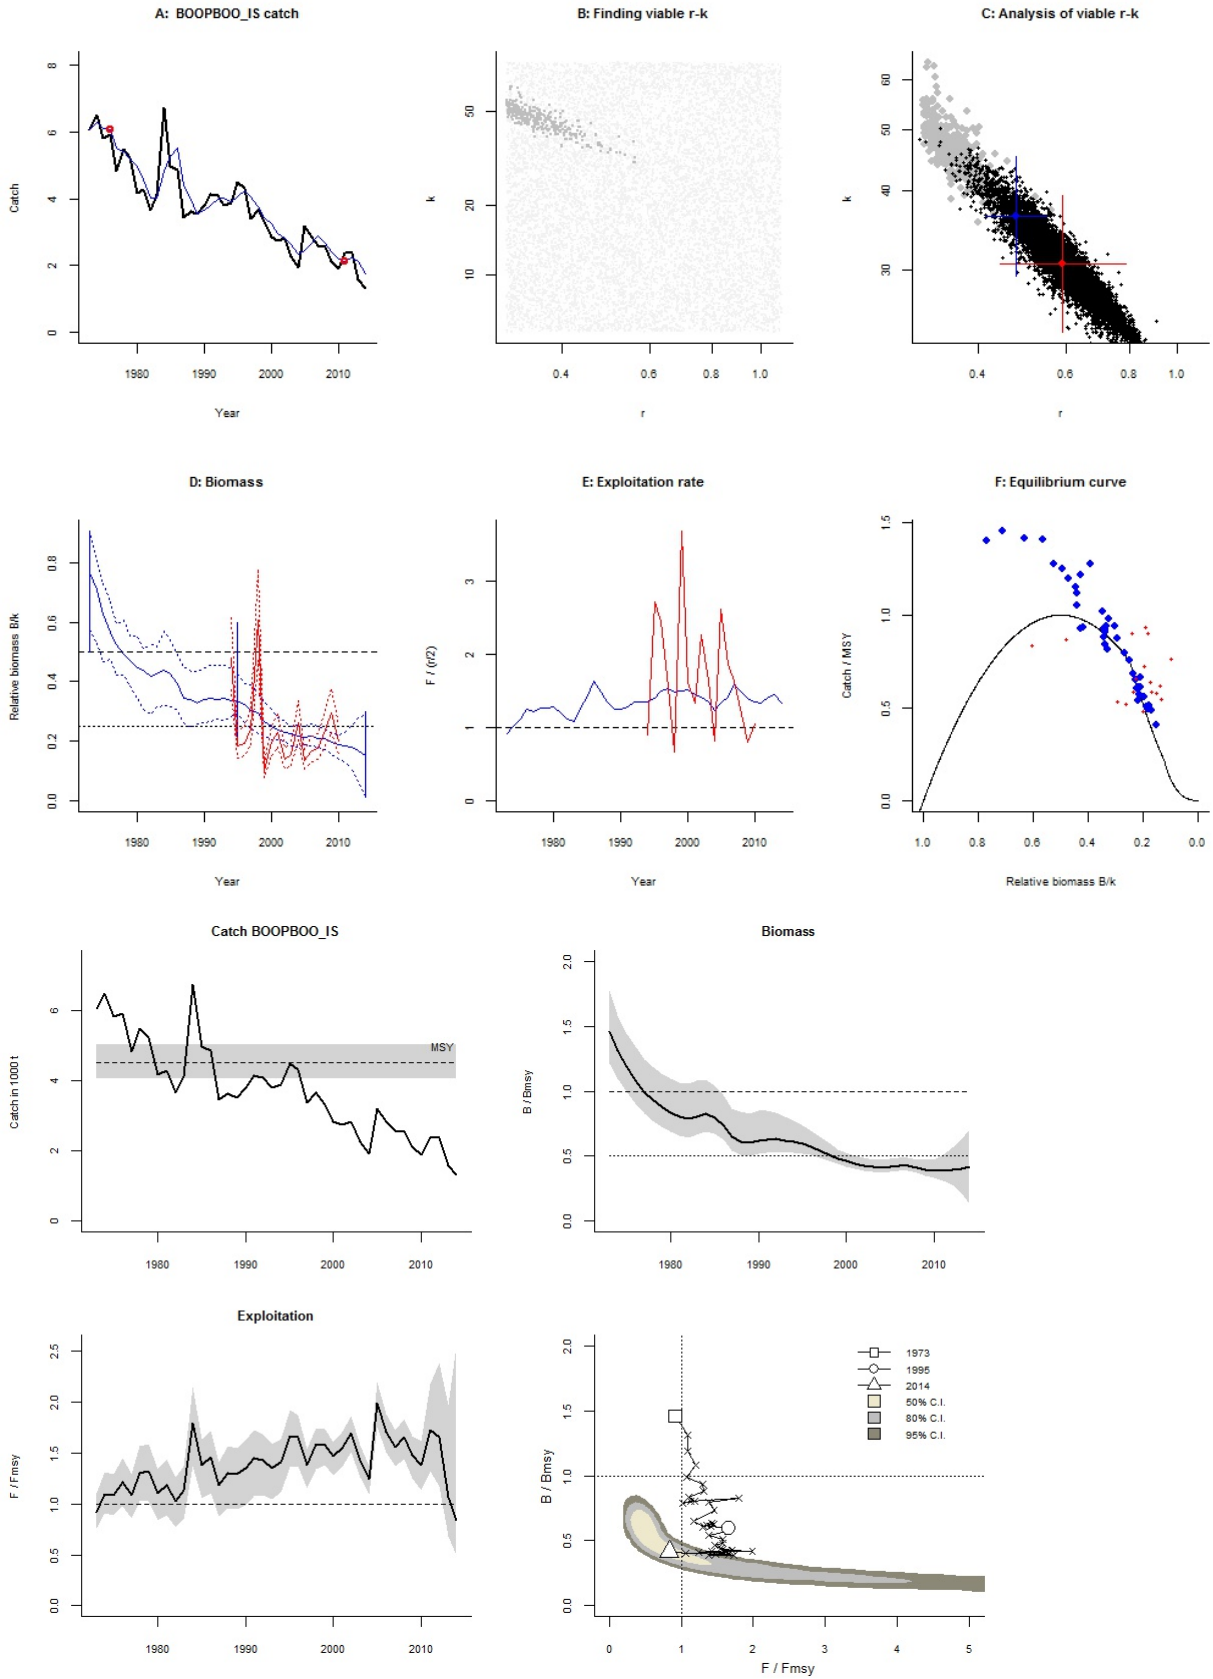 A: BOOPBOO_IS catch
B: Finding viable r-k
C: Analysis of viable r-k
Catch
8
6
4
2
0
1980 1990 2000 2010
Year
k
50
20
10
0.4 0.6 0.8 1.0
r
k
60
50
40
30
0.4 0.6 0.8 1.0
r
D: Biomass
E: Exploitation rate
F: Equilibrium curve
Relative biomass B/k
0.8
0.6
0.4
0.2
0.0
1980 1990 2000 2010
Year
F / (r/2)
3
2
1
0
1980 1990 2000 2010
Year
Catch / MSY
1.5
1.0
0.5
0.0
1.0 0.8 0.6 0.4 0.2 0.0
Relative biomass B/k
Catch BOOPBOO_IS
Biomass
Catch in 1000 t
6
4
2
0
MSY
1980 1990 2000 2010
B / Bmsy
2.0
1.5
1.0
0.5
0.0
1980 1990 2000 2010
Exploitation
F / Fmsy
2.5
2.0
1.5
1.0
0.5
0.0
1980 1990 2000 2010
B / Bmsy
2.0
1.5
1.0
0.5
0.0
1973
1995
2014
50% C.I.
80% C.I.
95% C.I.
0 1 2 3 4 5
F / Fmsy